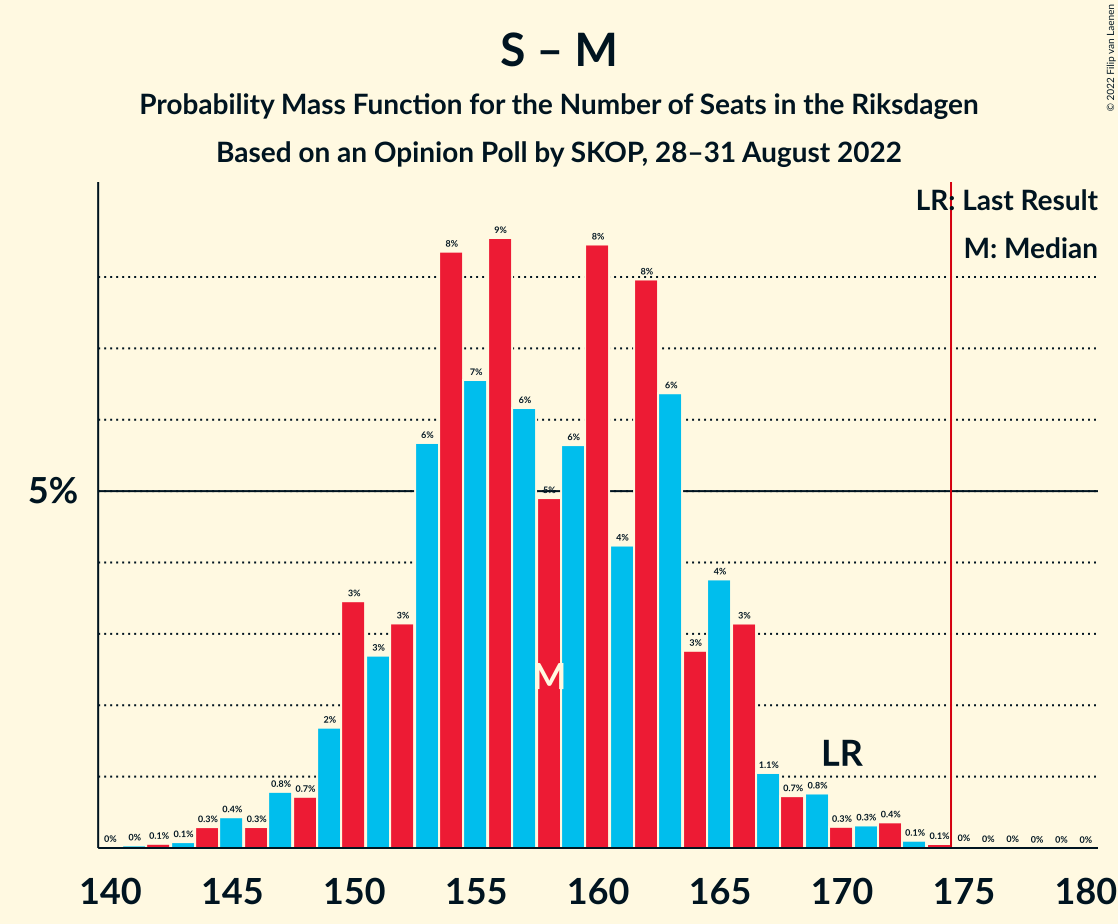 S – M
Probability Mass Function for the Number of Seats in the Riksdagen
Based on an Opinion Poll by SKOP, 28–31 August 2022
© 2022 Filip van Laenen
LR: Last Result
M: Median
5%
0% 0% 0.1% 0.1% 0.3% 0.4% 0.3% 0.8% 0.7% 2% 3% 3% 3% 6% 8% 7% 9% 6% 5% 6% 8% 4% 8% 6% 3% 4% 3% 1.1% 0.7% 0.8% 0.3% 0.3% 0.4% 0.1% 0.1% 0% 0% 0% 0% 0% 0%
M
LR
140 145 150 155 160 165 170 175 180